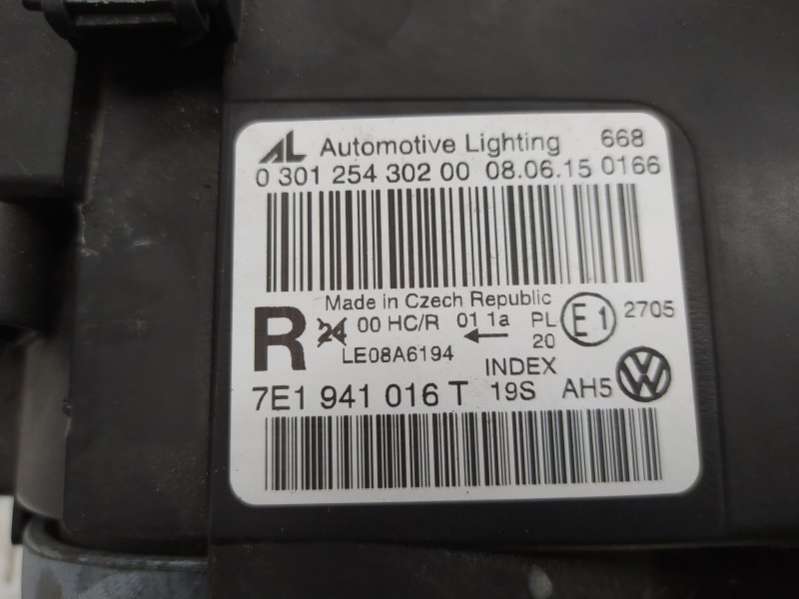 AL Automotive Lighting 668
0 301 254 302 00 08.06.15 0166
Made in Czech Republic
R 24 00 HC/R 01 1a PL E1 2705
LE08A6194 ← 20
INDEX
7E1 941 016 T 19S AH5 VW